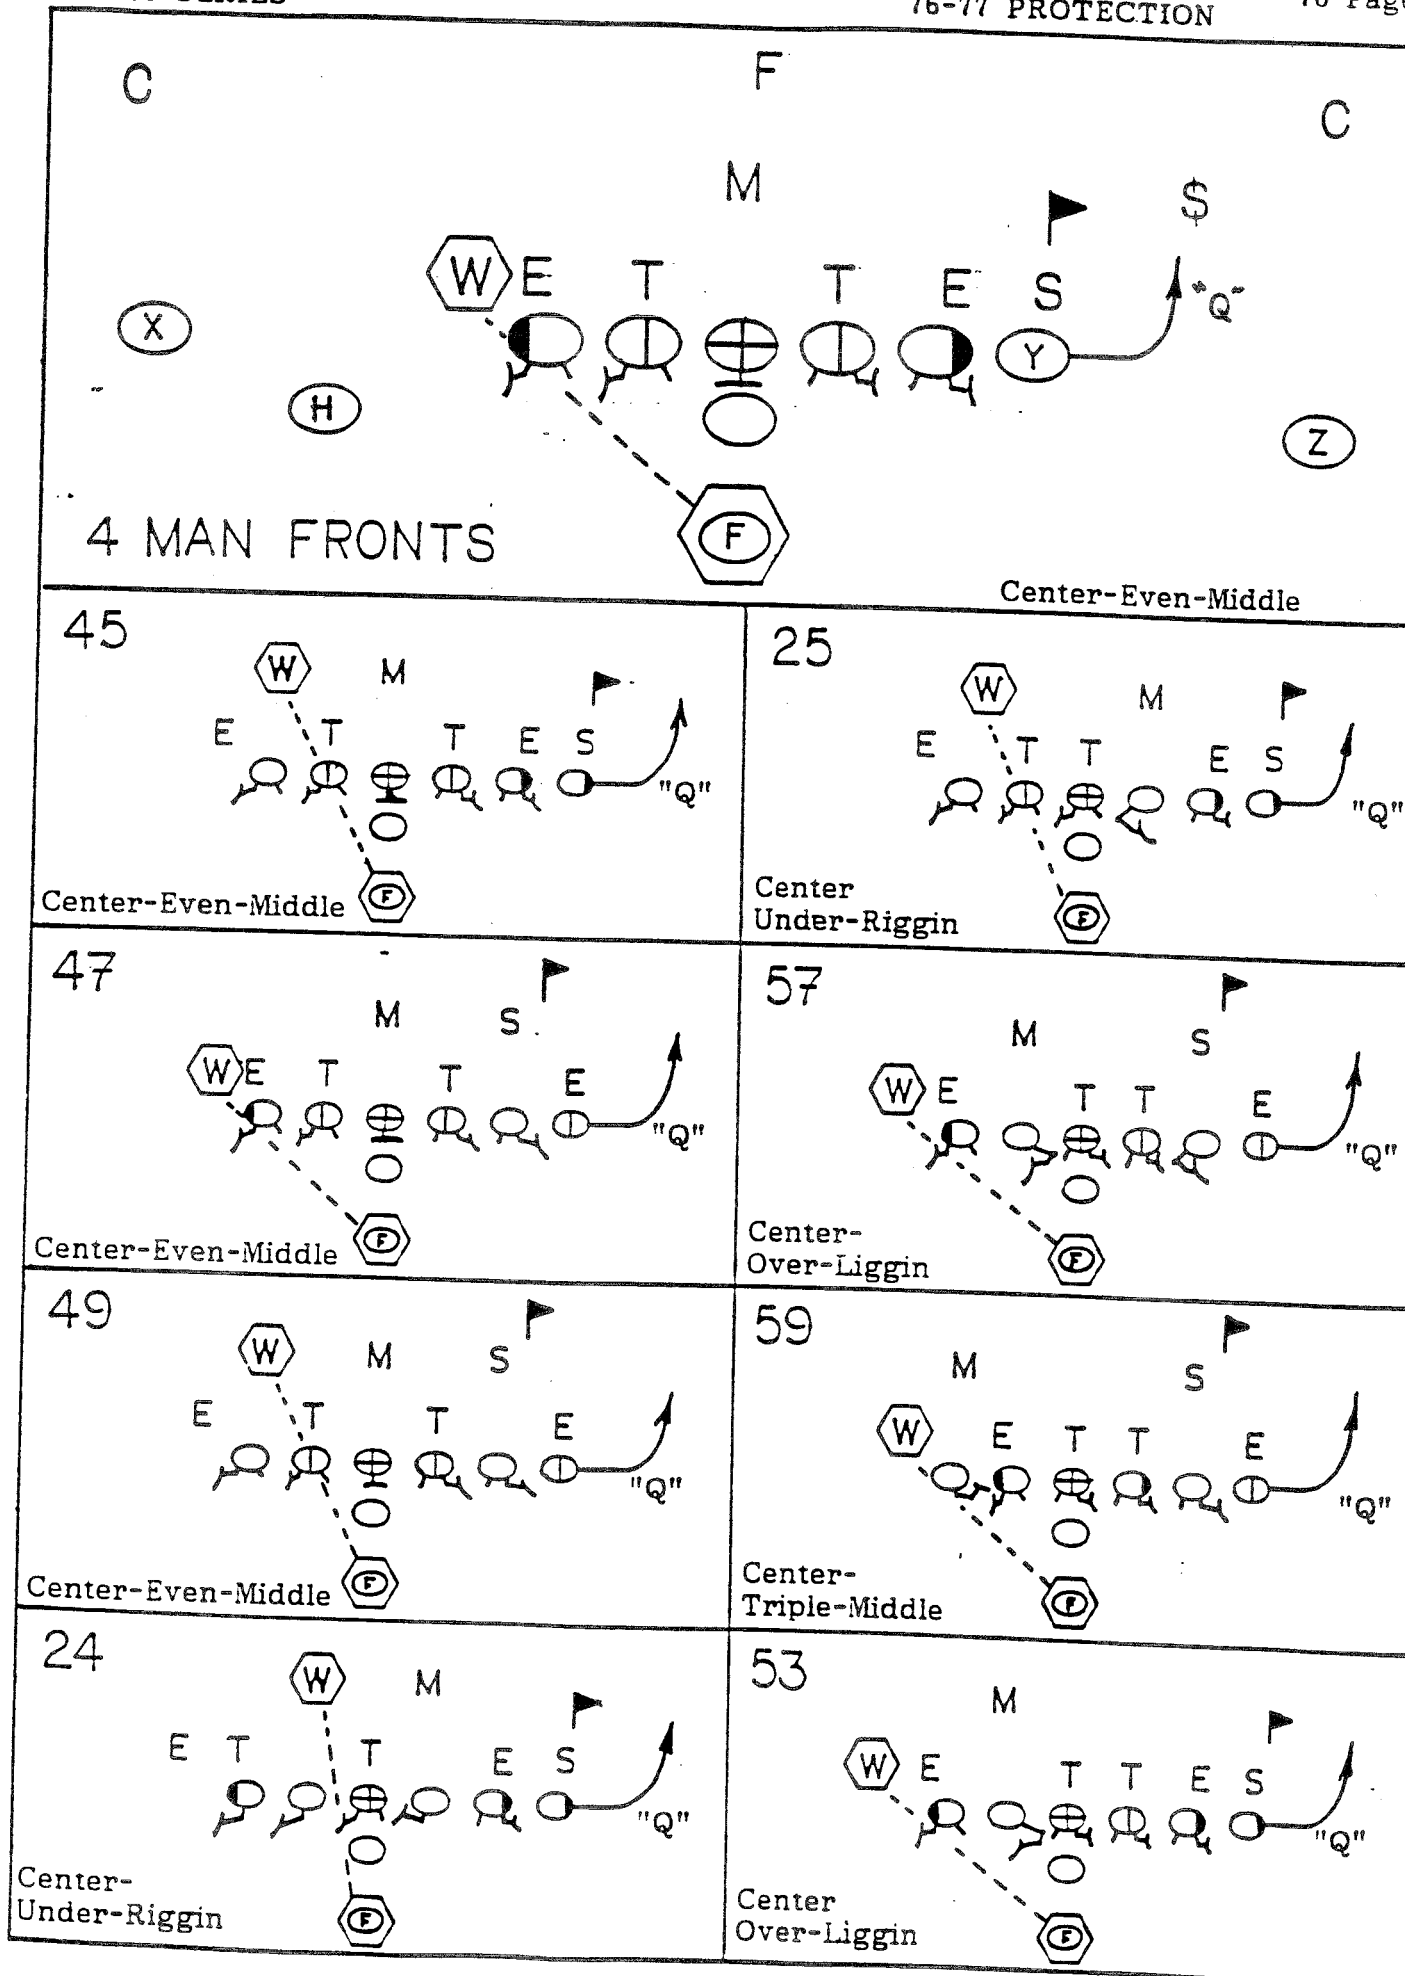 SERIES
76-77 PROTECTION
C
F
C
M
$
W E T T E S
"Q"
X
Y
H
Z
4 MAN FRONTS
F
Center-Even-Middle
45
W M
E T T E S
"Q"
Center-Even-Middle
F
25
W M
E T T E S
"Q"
Center
Under-Riggin
F
47
M S
W E T T E
"Q"
Center-Even-Middle
F
57
M S
W E T T E
"Q"
Center-
Over-Liggin
F
49
W M S
E T T E
"Q"
Center-Even-Middle
F
59
M S
W E T T E
"Q"
Center-
Triple-Middle
F
24
W M
E T T E S
"Q"
Center-
Under-Riggin
F
53
M
W E T T E S
"Q"
Center
Over-Liggin
F